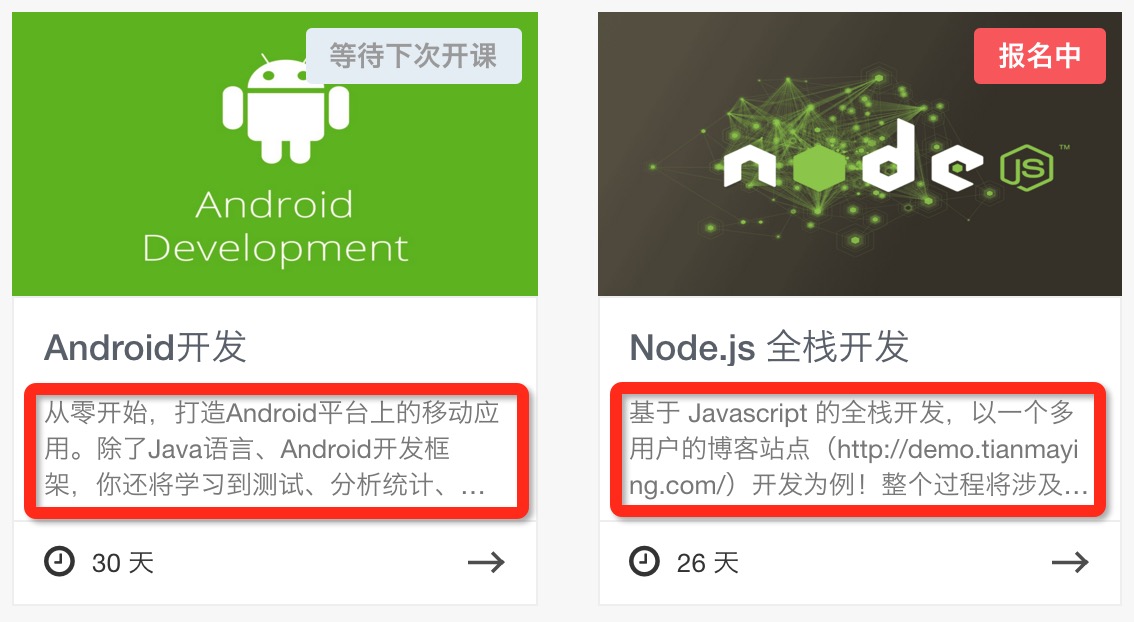 等待下次开课
Android
Development
Android开发
从零开始，打造Android平台上的移动应
用。除了Java语言、Android开发框
架，你还将学习到测试、分析统计、...
30 天
报名中
node JS™
Node.js 全栈开发
基于 Javascript 的全栈开发，以一个多
用户的博客站点（http://demo.tianmayi
ng.com/）开发为例！整个过程将涉及...
26 天